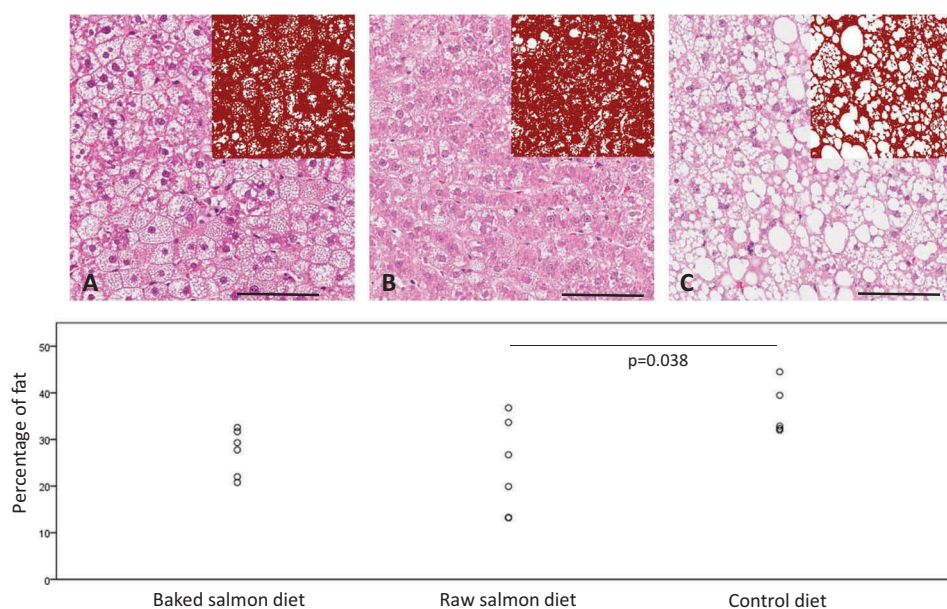 A
B
C
Percentage of fat
50
40
30
20
10
0
p=0.038
Baked salmon diet
Raw salmon diet
Control diet